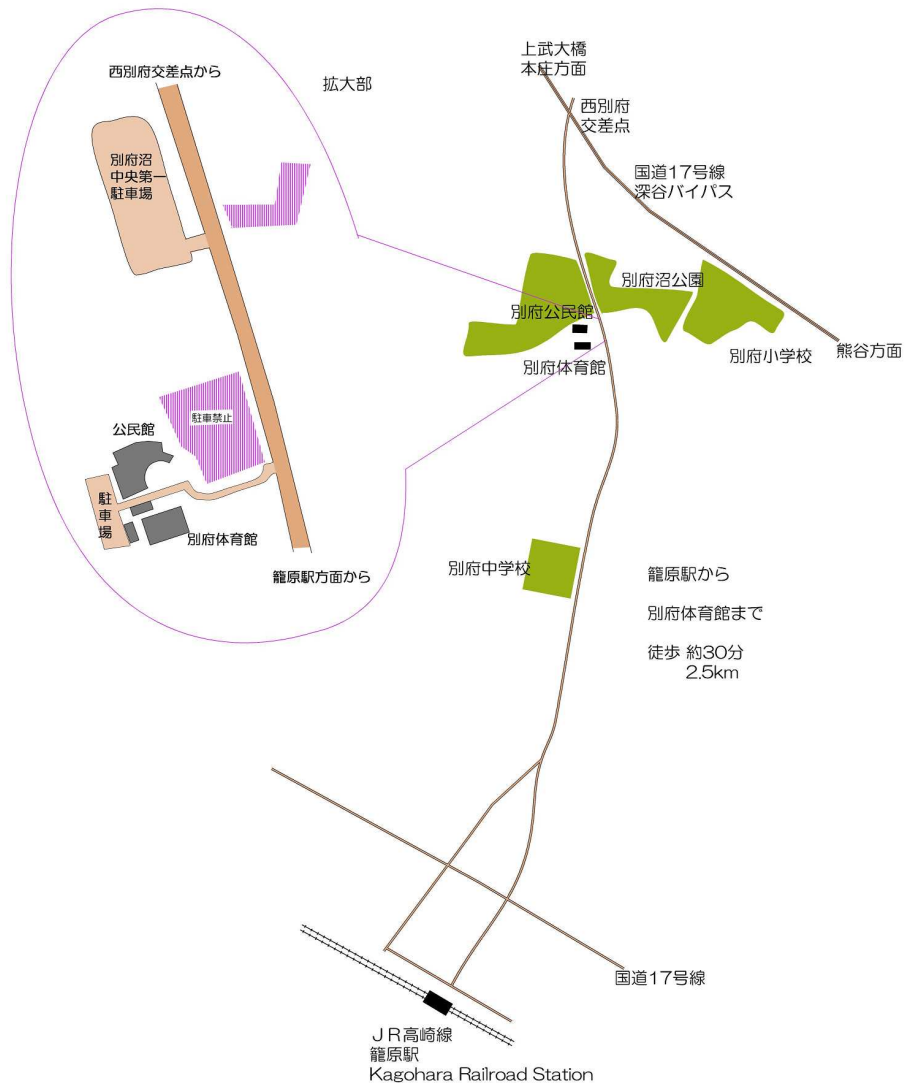 西別府交差点から
拡大部
別府沼
中央第一
駐車場
駐車禁止
公民館
駐車場
別府体育館
籠原駅方面から
上武大橋
本庄方面
西別府
交差点
国道17号線
深谷バイパス
別府沼公園
別府公民館
別府体育館
別府小学校
熊谷方面
別府中学校
籠原駅から
別府体育館まで
徒歩 約30分
2.5km
国道17号線
JR高崎線
籠原駅
Kagohara Railroad Station